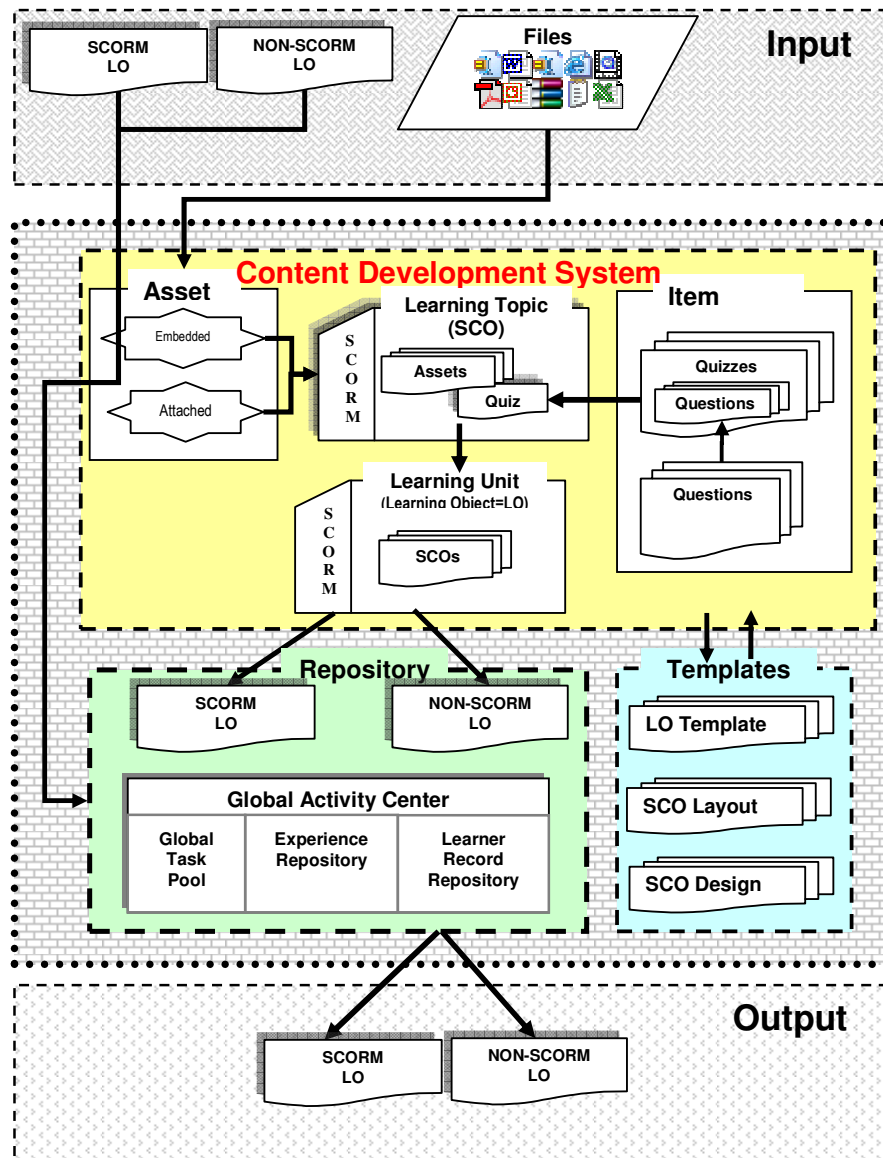 Input
SCORM
LO
NON-SCORM
LO
Files
Content Development System
Asset
Embedded
Attached
S
C
O
R
M
Learning Topic
(SCO)
Assets
Quiz
Item
Quizzes
Questions
Questions
S
C
O
R
M
Learning Unit
(Learning Object=LO)
SCOs
Repository
SCORM
LO
NON-SCORM
LO
Global Activity Center
Global
Task
Pool
Experience
Repository
Learner
Record
Repository
Templates
LO Template
SCO Layout
SCO Design
Output
SCORM
LO
NON-SCORM
LO